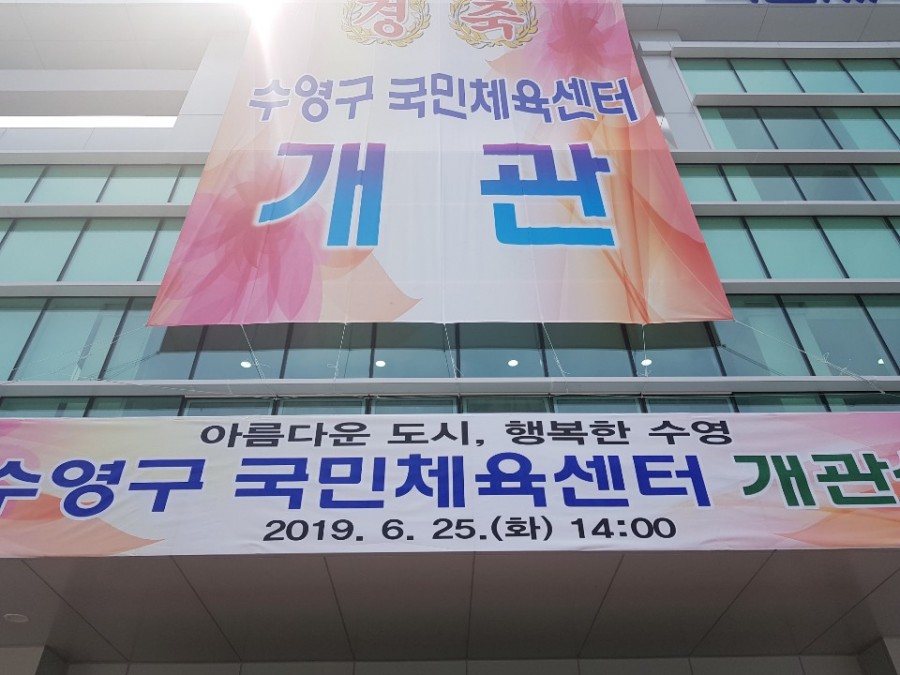 경 축
수영구 국민체육센터
개 관
아름다운 도시, 행복한 수영
수영구 국민체육센터 개관
2019. 6. 25.(화) 14:00